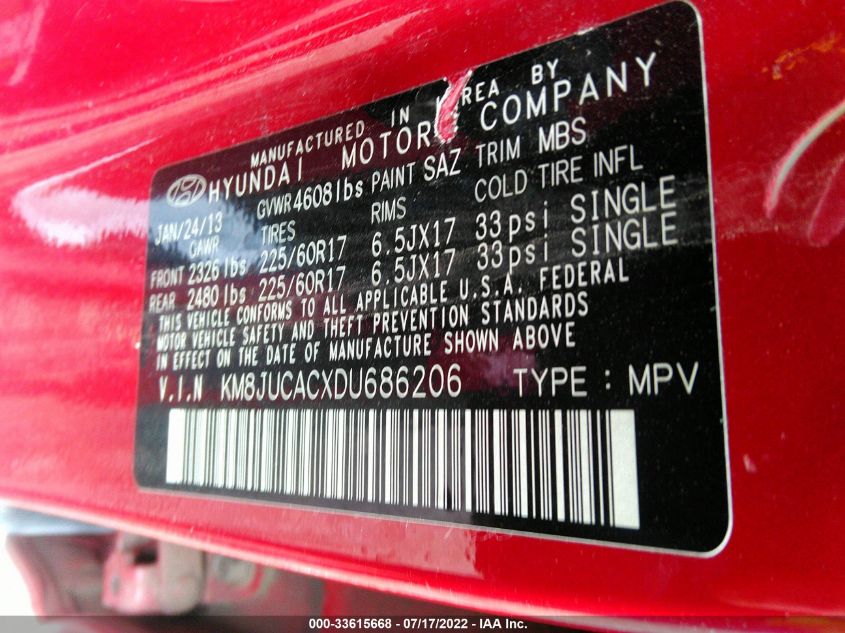 MANUFACTURED IN KOREA BY
HYUNDAI MOTOR COMPANY
JAN/24/13 GVWR 4608 lbs PAINT SAZ TRIM MBS
GAWR TIRES RIMS COLD TIRE INFL
FRONT 2326 lbs 225/60R17 6.5JX17 33psi SINGLE
REAR 2480 lbs 225/60R17 6.5JX17 33psi SINGLE
THIS VEHICLE CONFORMS TO ALL APPLICABLE U.S.A. FEDERAL
MOTOR VEHICLE SAFETY AND THEFT PREVENTION STANDARDS
IN EFFECT ON THE DATE OF MANUFACTURE SHOWN ABOVE
V.I.N KM8JUCACXDU686206 TYPE : MPV
000-33615668 - 07/17/2022 - IAA Inc.